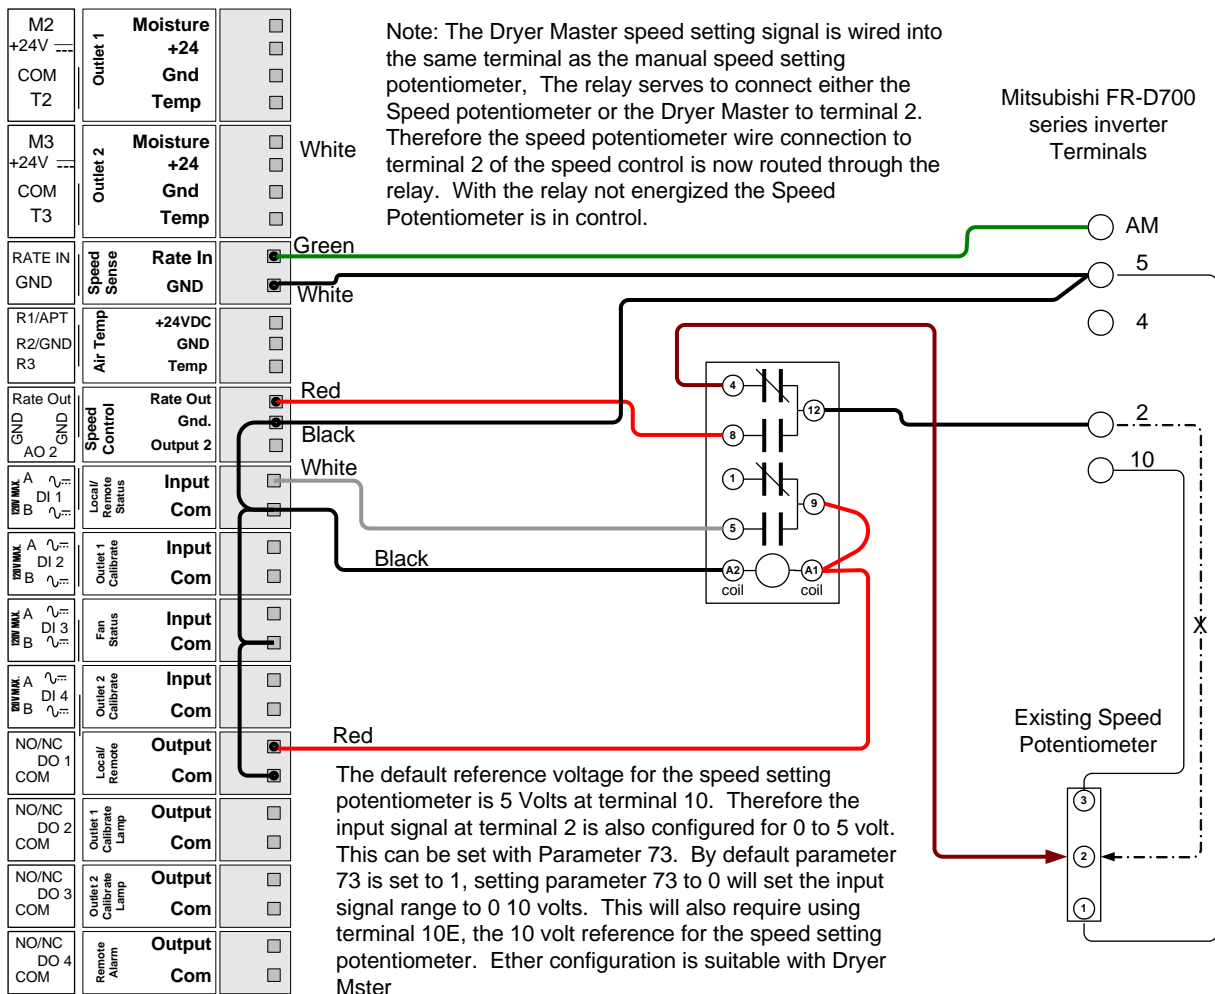 Note: The Dryer Master speed setting signal is wired into
the same terminal as the manual speed setting
potentiometer, The relay serves to connect either the
Speed potentiometer or the Dryer Master to terminal 2.
Therefore the speed potentiometer wire connection to
terminal 2 of the speed control is now routed through the
relay. With the relay not energized the Speed
Potentiometer is in control.
Mitsubishi FR-D700
series inverter
Terminals
M2
+24V
COM
T2
Outlet 1
Moisture
+24
Gnd
Temp
M3
+24V
COM
T3
Outlet 2
Moisture
+24
Gnd
Temp
White
RATE IN
GND
Speed
Sense
Rate In
GND
Green
White
R1/APT
R2/GND
R3
Air Temp
+24VDC
GND
Temp
Rate Out
GND
GND
AO 2
Speed
Control
Rate Out
Gnd.
Output 2
Red
Black
120V MAX.
A
DI 1
B
Local/
Remote
Status
Input
Com
White
120V MAX.
A
DI 2
B
Outlet 1
Calibrate
Input
Com
Black
120V MAX.
A
DI 3
B
Fan
Status
Input
Com
120V MAX.
A
DI 4
B
Outlet 2
Calibrate
Input
Com
NO/NC
DO 1
COM
Local/
Remote
Output
Com
Red
NO/NC
DO 2
COM
Outlet 1
Calibrate
Lamp
Output
Com
NO/NC
DO 3
COM
Outlet 2
Calibrate
Lamp
Output
Com
NO/NC
DO 4
COM
Remote
Alarm
Output
Com
4
12
8
1
9
5
A2
A1
coil
coil
AM
5
4
2
10
X
Existing Speed
Potentiometer
3
2
1
The default reference voltage for the speed setting
potentiometer is 5 Volts at terminal 10. Therefore the
input signal at terminal 2 is also configured for 0 to 5 volt.
This can be set with Parameter 73. By default parameter
73 is set to 1, setting parameter 73 to 0 will set the input
signal range to 0 10 volts. This will also require using
terminal 10E, the 10 volt reference for the speed setting
potentiometer. Ether configuration is suitable with Dryer
Mster